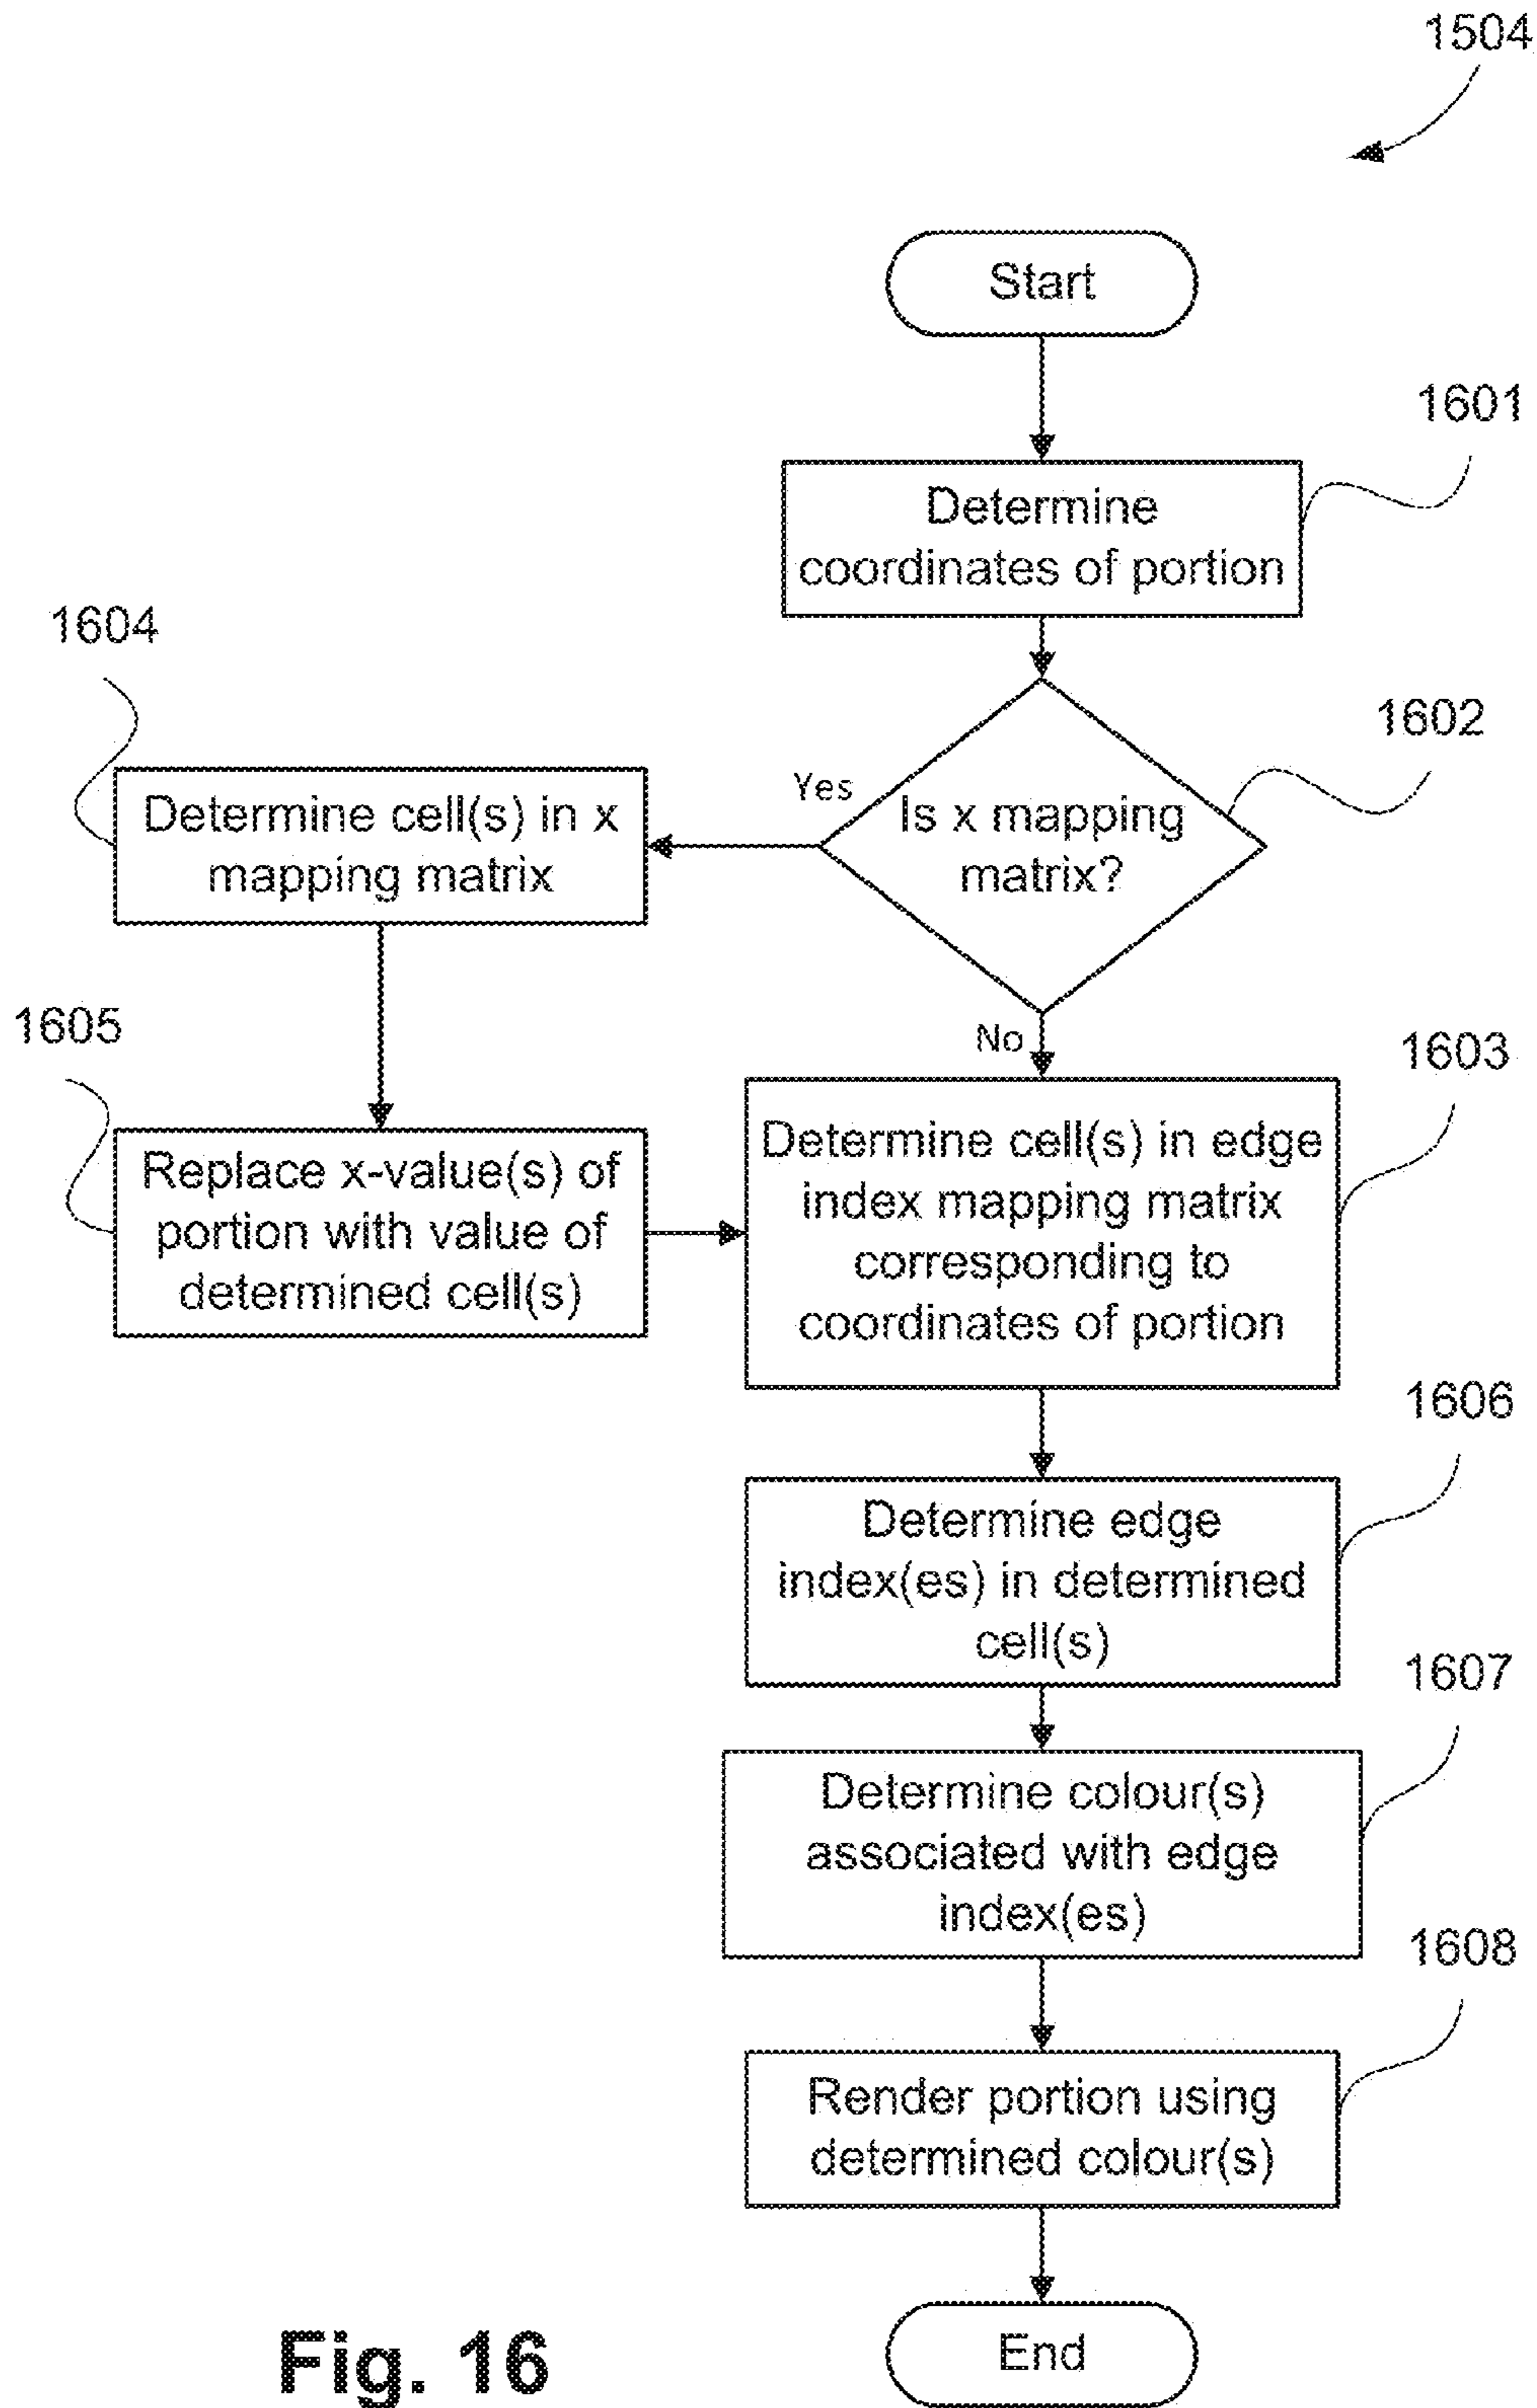 1504
Start
1601
Determine
coordinates of portion
1604
1602
Yes
Is x mapping
matrix?
Determine cell(s) in x
mapping matrix
No
1605
1603
Replace x-value(s) of
portion with value of
determined cell(s)
Determine cell(s) in edge
index mapping matrix
corresponding to
coordinates of portion
1606
Determine edge
index(es) in determined
cell(s)
1607
Determine colour(s)
associated with edge
index(es)
1608
Render portion using
determined colour(s)
End
Fig. 16